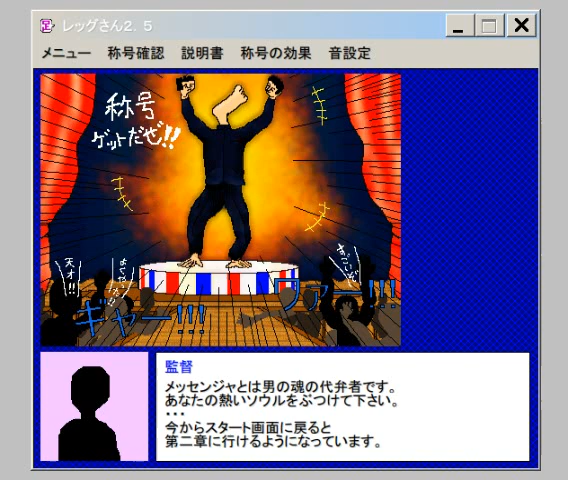 レッグさん2.5
メニュー 称号確認 説明書 称号の効果 音設定
称号
ゲットだぜ!!
天才!!
ギャー!!!
ファー!!!
監督
メッセンジャとは男の魂の代弁者です。
あなたの熱いソウルをぶつけて下さい。
・・・
今からスタート画面に戻ると
第二章に行けるようになっています。